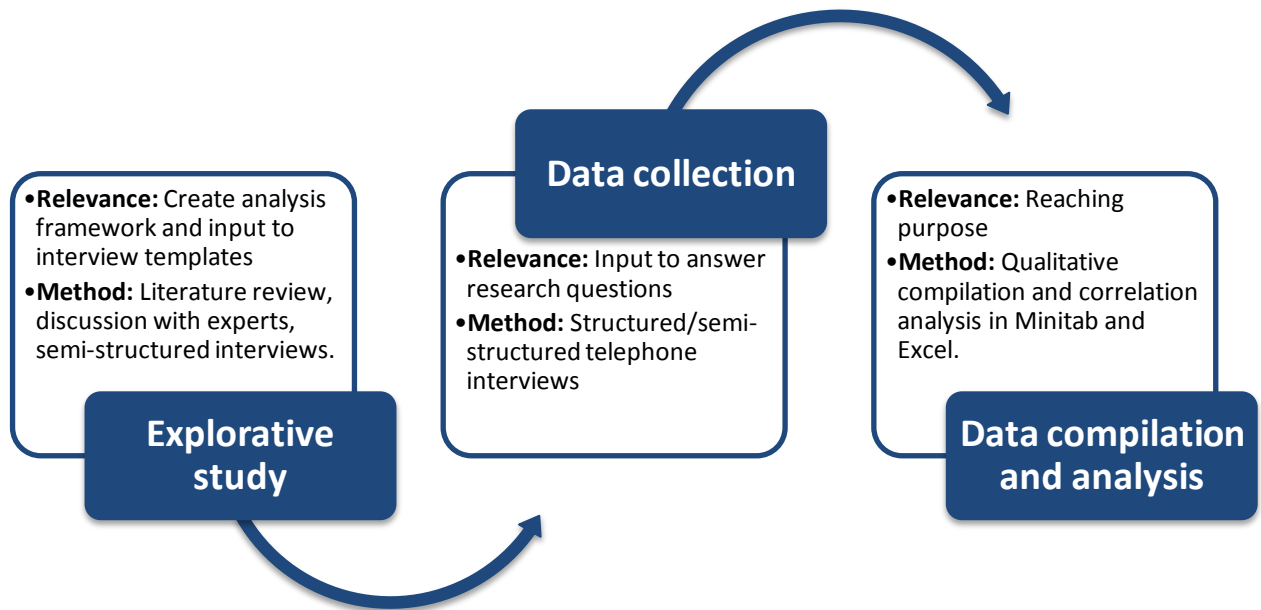 •Relevance: Create analysis
framework and input to
interview templates
•Method: Literature review,
discussion with experts,
semi-structured interviews.
Explorative
study
Data collection
•Relevance: Input to answer
research questions
•Method: Structured/semi-
structured telephone
interviews
•Relevance: Reaching
purpose
•Method: Qualitative
compilation and correlation
analysis in Minitab and
Excel.
Data compilation
and analysis